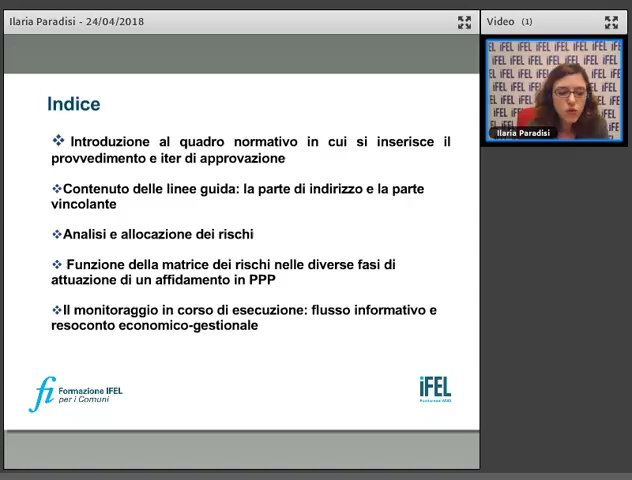 Ilaria Paradisi - 24/04/2018
Video (1)
Indice
❖ Introduzione al quadro normativo in cui si inserisce il
provvedimento e iter di approvazione
❖Contenuto delle linee guida: la parte di indirizzo e la parte
vincolante
❖Analisi e allocazione dei rischi
❖ Funzione della matrice dei rischi nelle diverse fasi di
attuazione di un affidamento in PPP
❖Il monitoraggio in corso di esecuzione: flusso informativo e
resoconto economico-gestionale
fi Formazione IFEL
per i Comuni
iFEL
Fondazione ANCI
Ilaria Paradisi